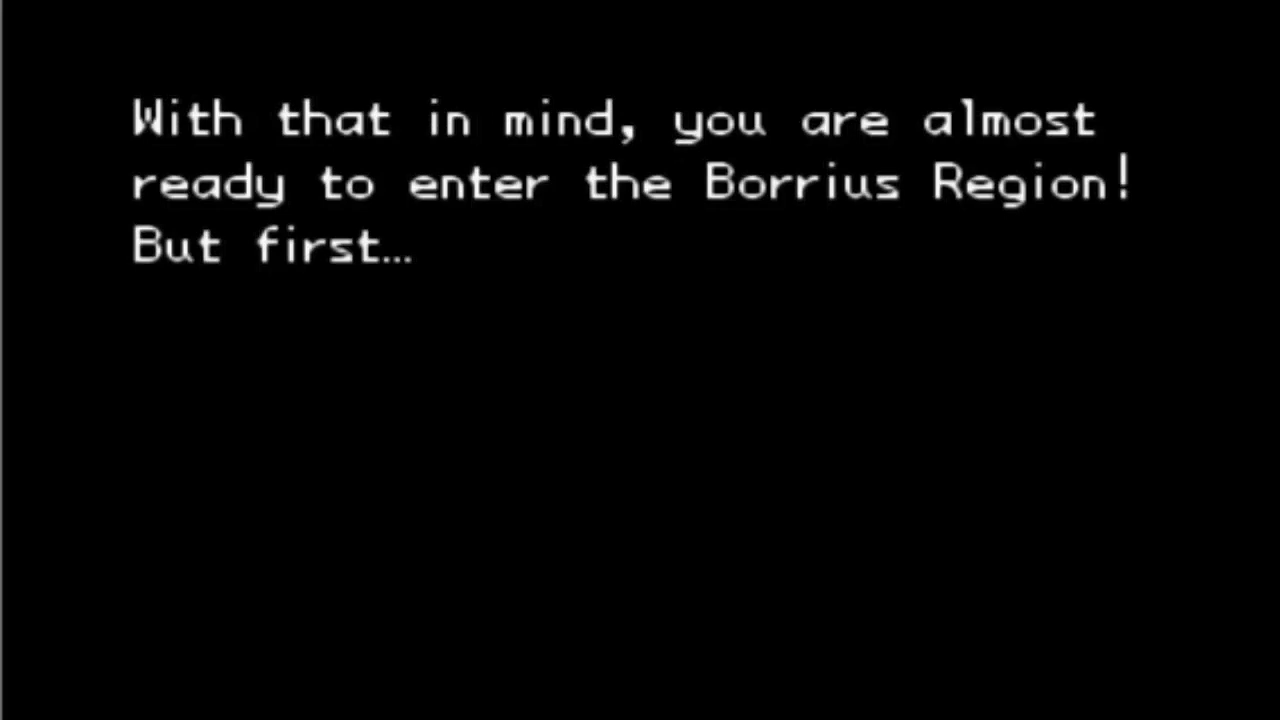 With that in mind, you are almost
ready to enter the Borrius Region!
But first…